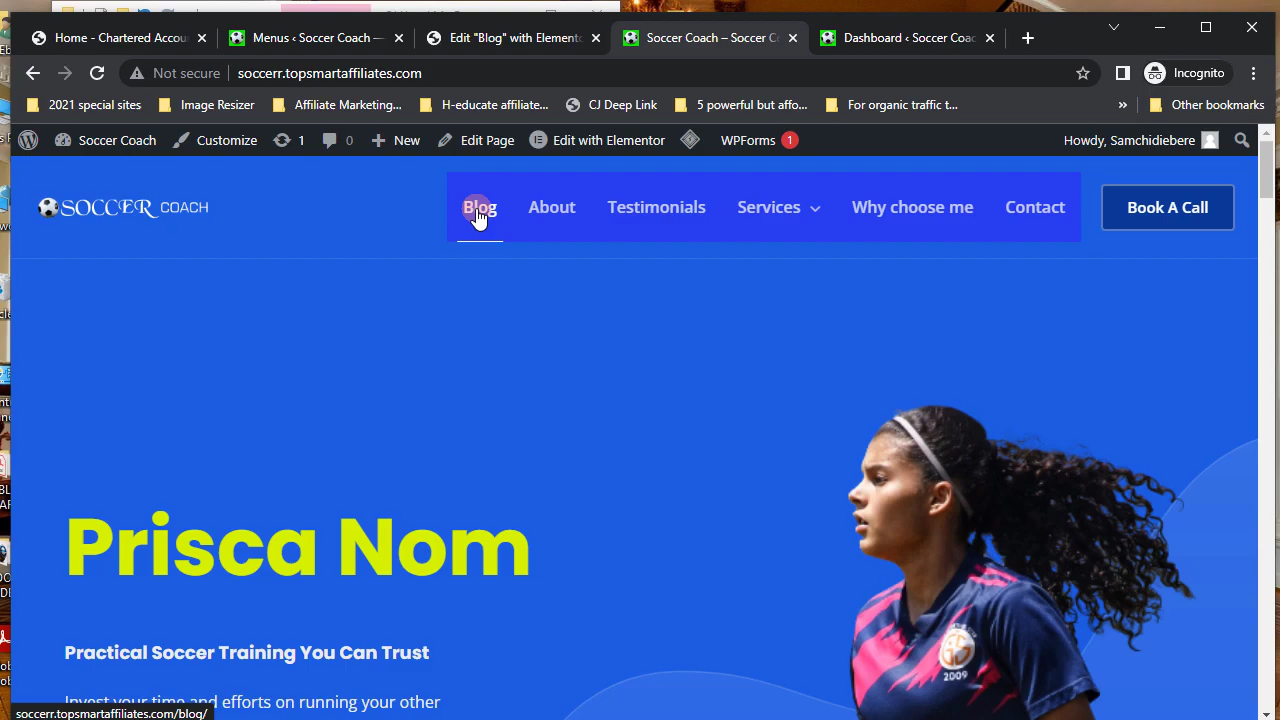 Home - Chartered Accou
Menus ‹ Soccer Coach —
Edit "Blog" with Elemento
Soccer Coach – Soccer C
Dashboard ‹ Soccer Coac
Not secure
soccerr.topsmartaffiliates.com
Incognito
2021 special sites
Image Resizer
Affiliate Marketing...
H-educate affiliate...
CJ Deep Link
5 powerful but affo...
For organic traffic t...
»
Other bookmarks
Soccer Coach
Customize
1
0
New
Edit Page
Edit with Elementor
WPForms 1
Howdy, Samchidiebere
SOCCER COACH
Blog
About
Testimonials
Services
Why choose me
Contact
Book A Call
Prisca Nom
Practical Soccer Training You Can Trust
Invest your time and efforts on running your other
2009
soccerr.topsmartaffiliates.com/blog/